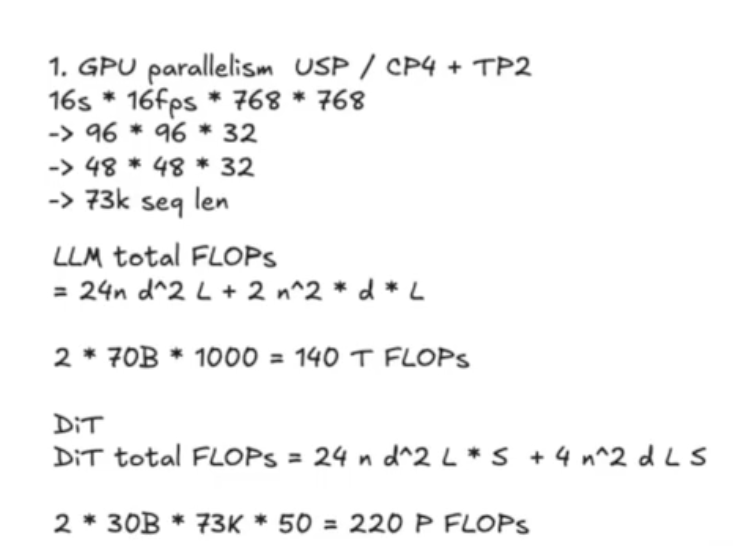 1. GPU parallelism USP / CP4 + TP2
16s * 16fps * 768 * 768
-> 96 * 96 * 32
-> 48 * 48 * 32
-> 73k seq len
LLM total FLOPs
= 24n d^2 L + 2 n^2 * d * L
2 * 70B * 1000 = 140 T FLOPs
DiT
DiT total FLOPs = 24 n d^2 L * S + 4 n^2 d L S
2 * 30B * 73K * 50 = 220 P FLOPs